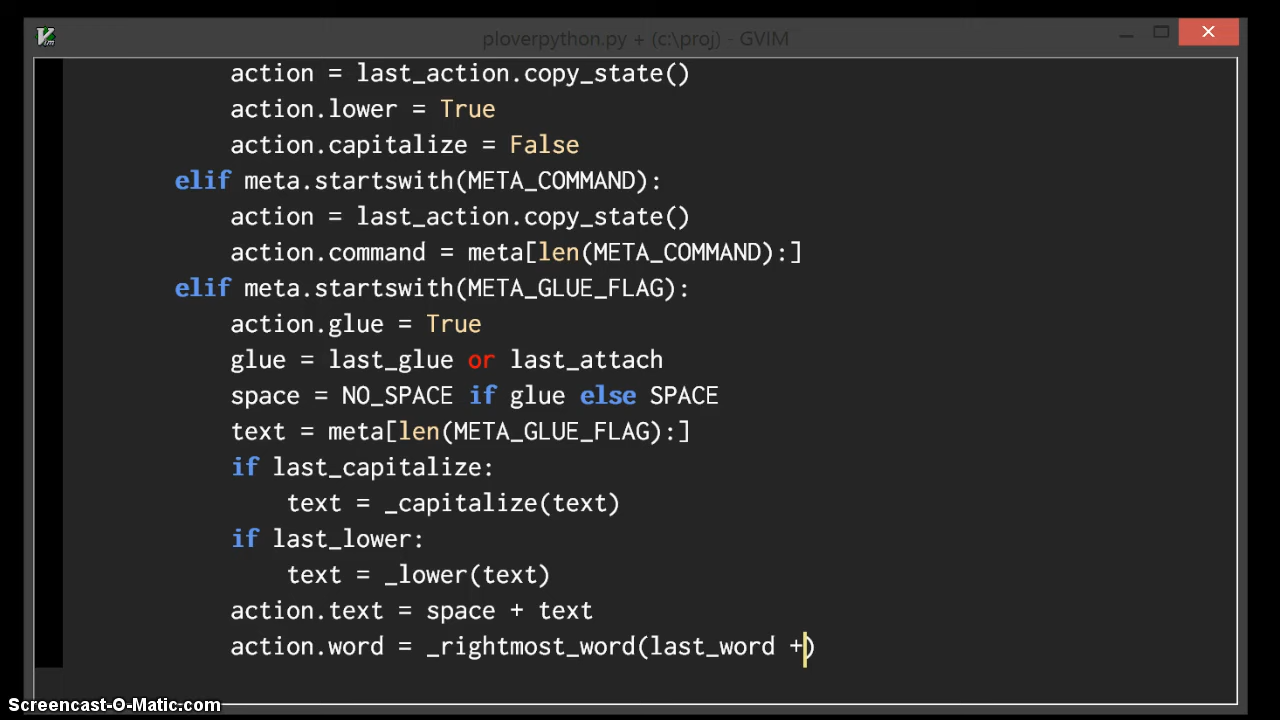 ploverpython.py + (c:\proj) - GVIM
action = last_action.copy_state()
action.lower = True
action.capitalize = False
elif meta.startswith(META_COMMAND):
action = last_action.copy_state()
action.command = meta[len(META_COMMAND):]
elif meta.startswith(META_GLUE_FLAG):
action.glue = True
glue = last_glue or last_attach
space = NO_SPACE if glue else SPACE
text = meta[len(META_GLUE_FLAG):]
if last_capitalize:
text = _capitalize(text)
if last_lower:
text = _lower(text)
action.text = space + text
action.word = _rightmost_word(last_word +)
Screencast-O-Matic.com